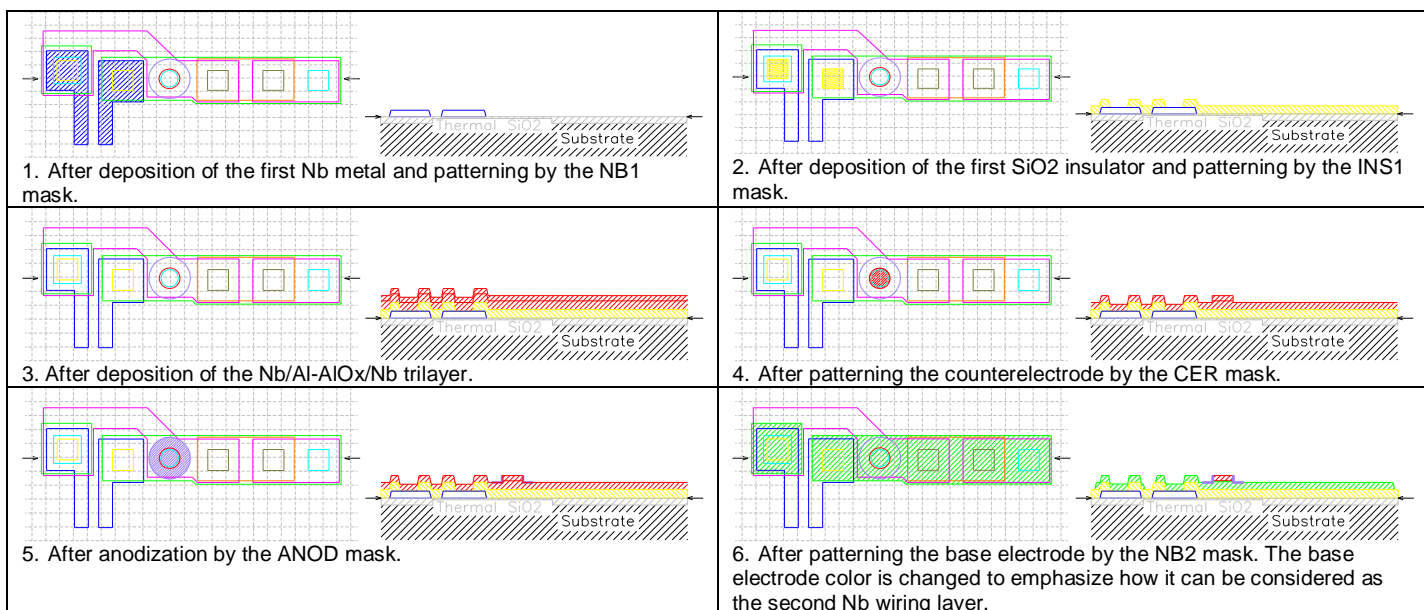 Thermal SiO2
Substrate
1. After deposition of the first Nb metal and patterning by the NB1
mask.
Thermal SiO2
Substrate
2. After deposition of the first SiO2 insulator and patterning by the INS1
mask.
Thermal SiO2
Substrate
3. After deposition of the Nb/Al-AlOx/Nb trilayer.
Thermal SiO2
Substrate
4. After patterning the counterelectrode by the CER mask.
Thermal SiO2
Substrate
5. After anodization by the ANOD mask.
Thermal SiO2
Substrate
6. After patterning the base electrode by the NB2 mask. The base
electrode color is changed to emphasize how it can be considered as
the second Nb wiring layer.